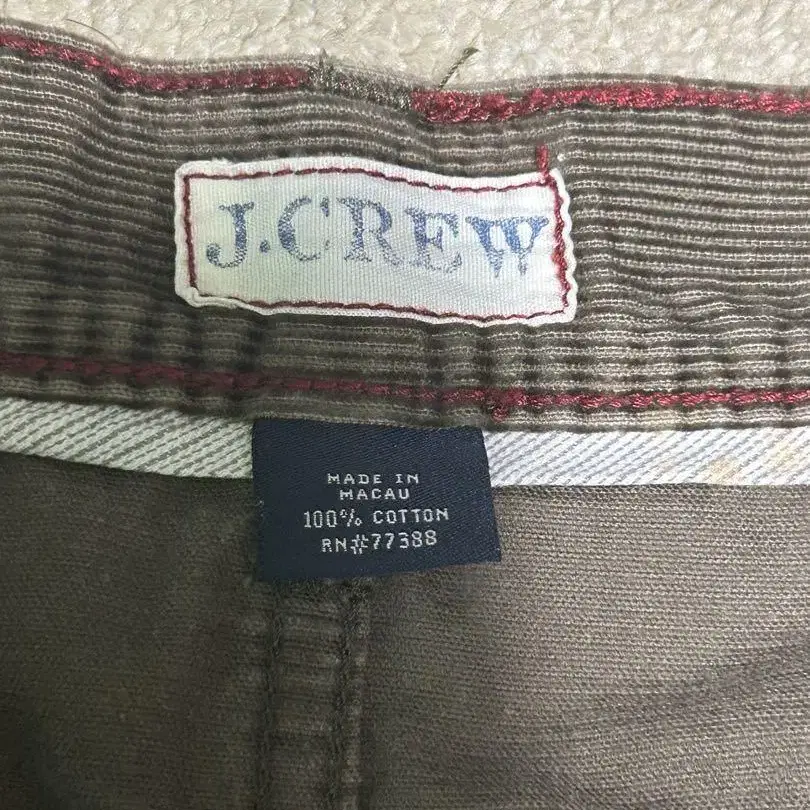 J.CREW
MADE IN
MACAU
100% COTTON
RN#77388